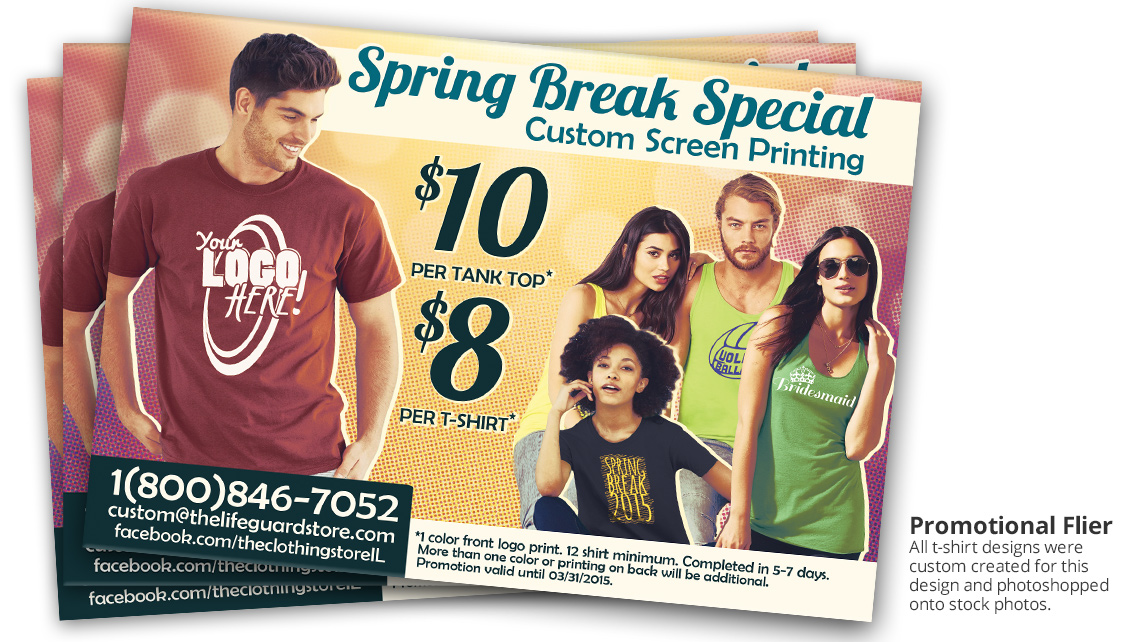 Spring Break Special
Custom Screen Printing
$10
PER TANK TOP*
$8
PER T-SHIRT*
Your
LOGO
HERE!
VOLL
BALL
Bridesmaid
SPRING
BREAK
2015
1(800)846-7052
custom@thelifeguardstore.com
facebook.com/theclothingstoreIL
*1 color front logo print. 12 shirt minimum. Completed in 5-7 days.
More than one color or printing on back will be additional.
Promotion valid until 03/31/2015.
facebook.com/theclothingstoreIL
facebook.com/theclothingstoreIL
Promotional Flier
All t-shirt designs were
custom created for this
design and photoshopped
onto stock photos.